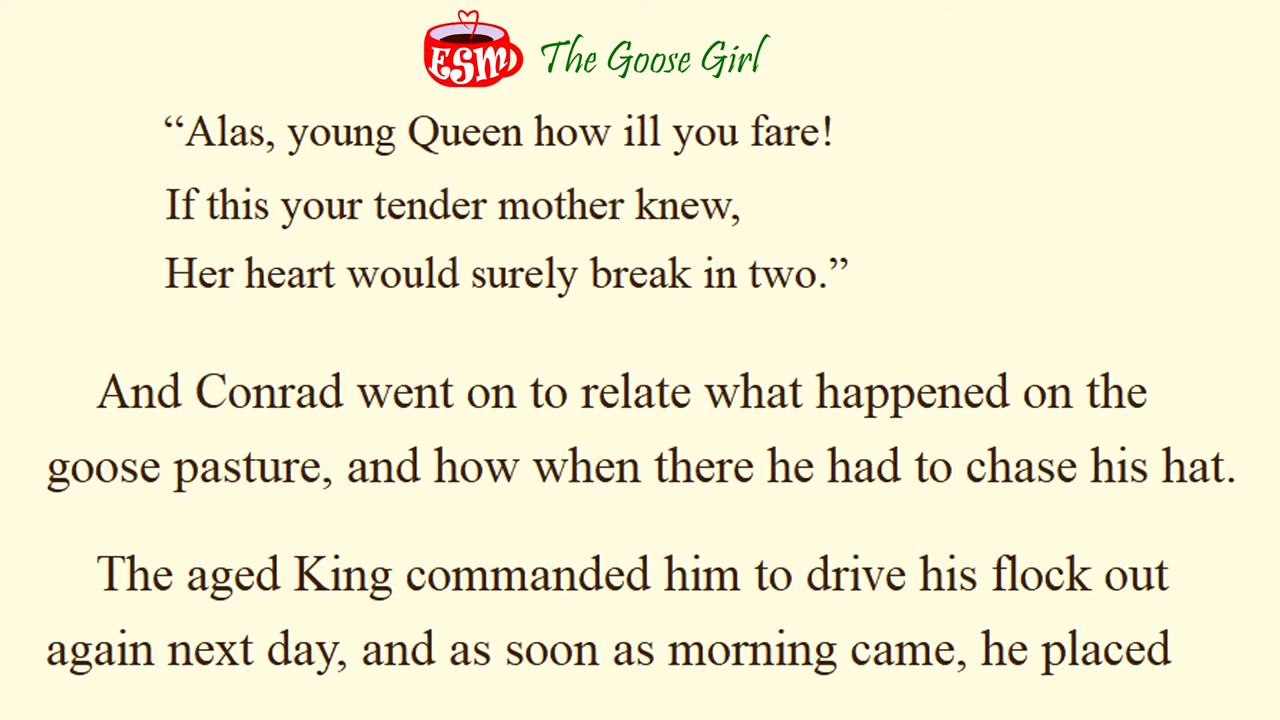 ESM The Goose Girl
“Alas, young Queen how ill you fare!
If this your tender mother knew,
Her heart would surely break in two.”
And Conrad went on to relate what happened on the
goose pasture, and how when there he had to chase his hat.
The aged King commanded him to drive his flock out
again next day, and as soon as morning came, he placed